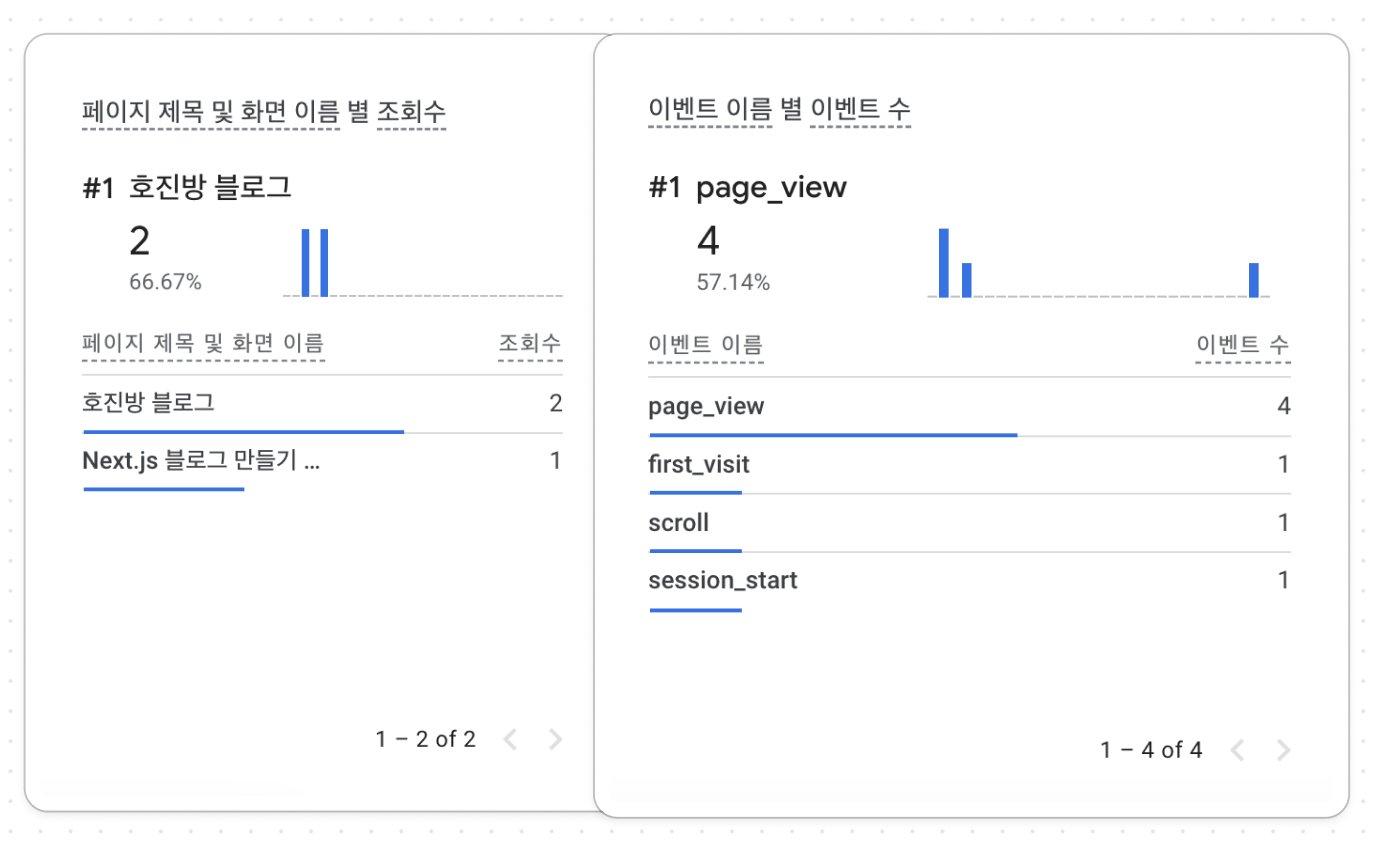 페이지 제목 및 화면 이름 별 조회수
#1 호진방 블로그
2
66.67%
페이지 제목 및 화면 이름 조회수
호진방 블로그 2
Next.js 블로그 만들기 ... 1
1 – 2 of 2
이벤트 이름 별 이벤트 수
#1 page_view
4
57.14%
이벤트 이름 이벤트 수
page_view 4
first_visit 1
scroll 1
session_start 1
1 – 4 of 4